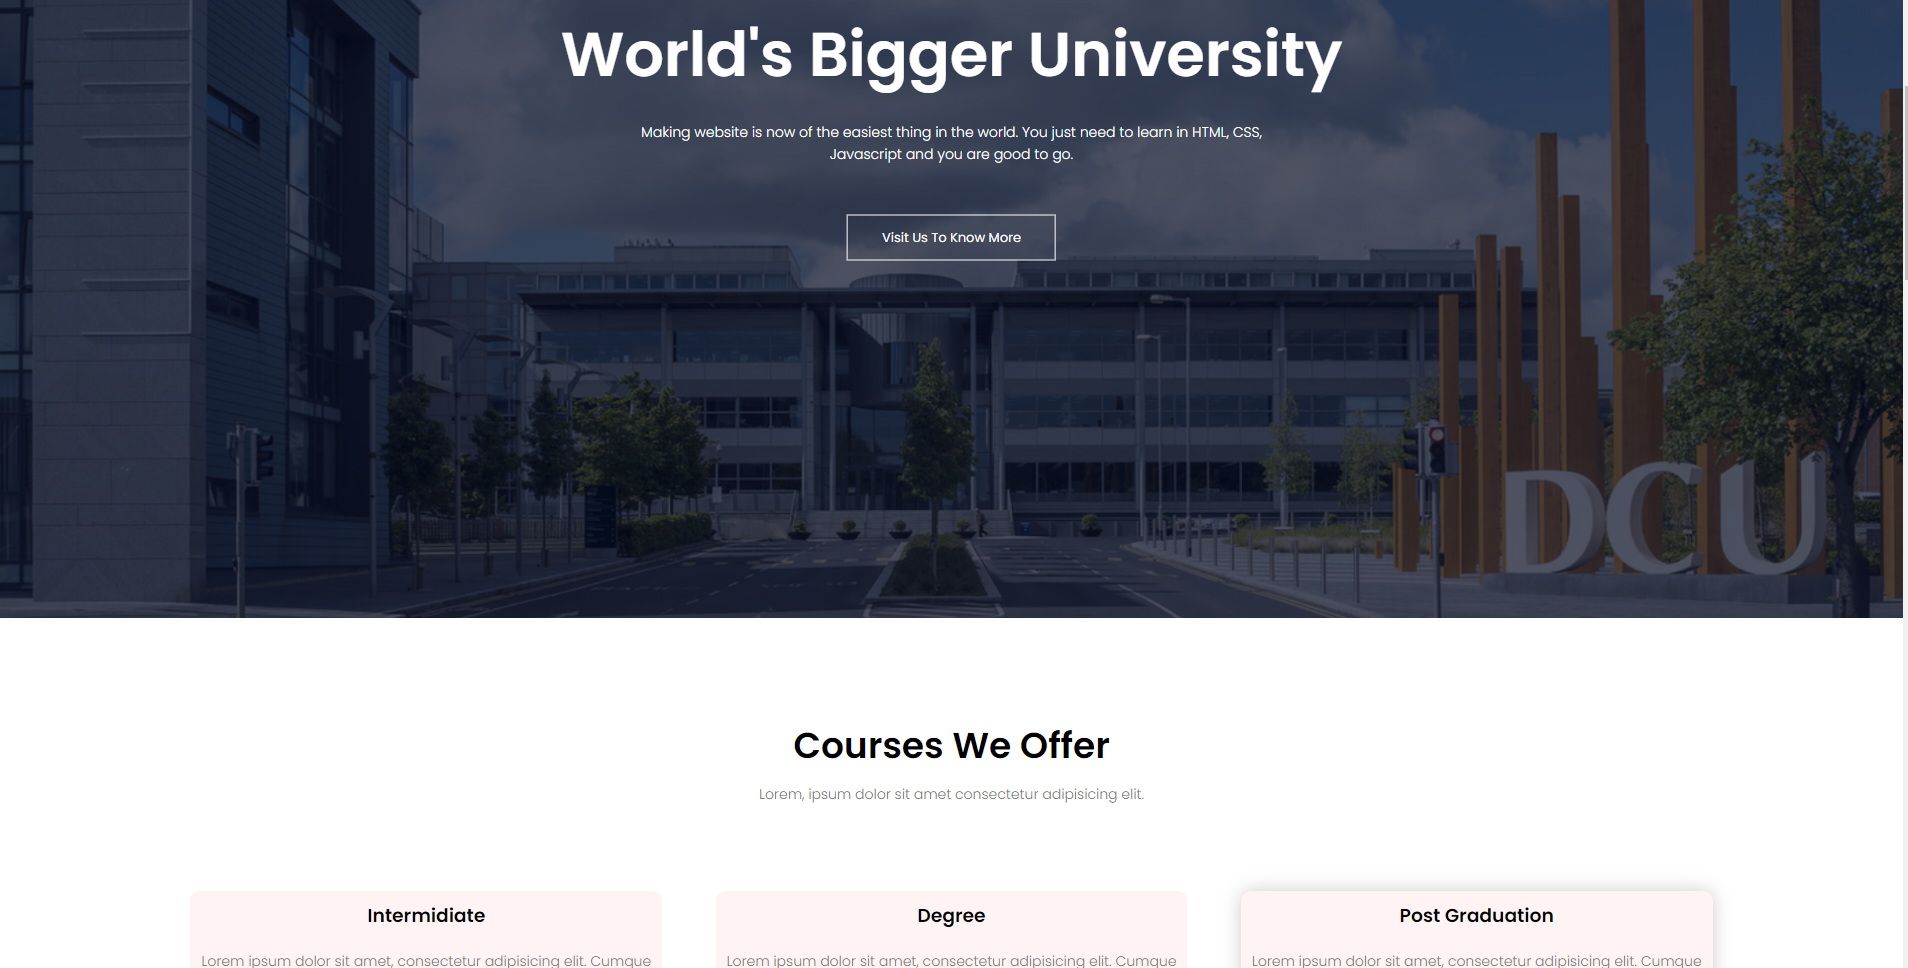 World's Bigger University
Making website is now of the easiest thing in the world. You just need to learn in HTML, CSS,
Javascript and you are good to go.
Visit Us To Know More
DCU
Courses We Offer
Lorem, ipsum dolor sit amet consectetur adipisicing elit.
Intermidiate
Lorem ipsum dolor sit amet, consectetur adipisicing elit. Cumque
Degree
Lorem ipsum dolor sit amet, consectetur adipisicing elit. Cumque
Post Graduation
Lorem ipsum dolor sit amet, consectetur adipisicing elit. Cumque